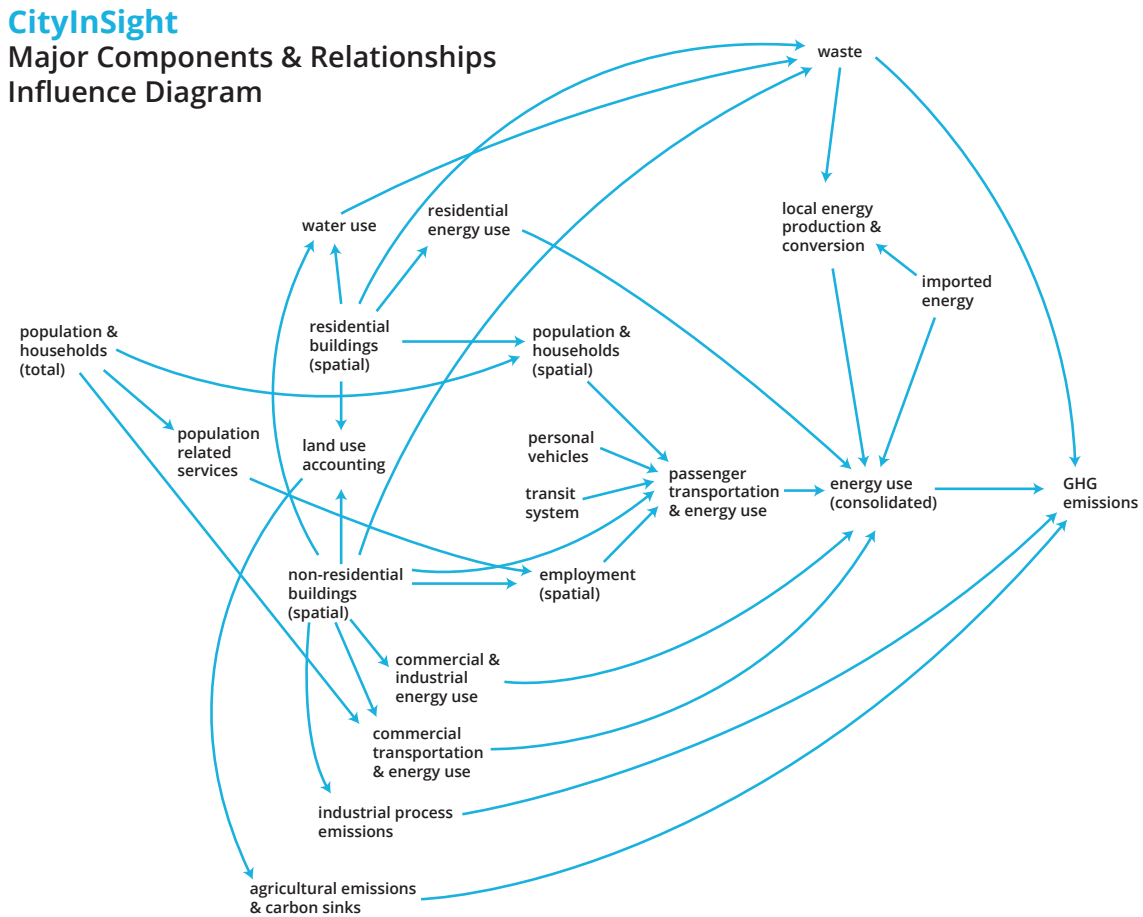 CityInSight
Major Components & Relationships
Influence Diagram
waste
water use
residential
energy use
local energy
production &
conversion
imported
energy
population &
households
(total)
residential
buildings
(spatial)
population &
households
(spatial)
population
related
services
land use
accounting
personal
vehicles
transit
system
passenger
transportation
& energy use
energy use
(consolidated)
GHG
emissions
non-residential
buildings
(spatial)
employment
(spatial)
commercial &
industrial
energy use
commercial
transportation
& energy use
industrial process
emissions
agricultural emissions
& carbon sinks